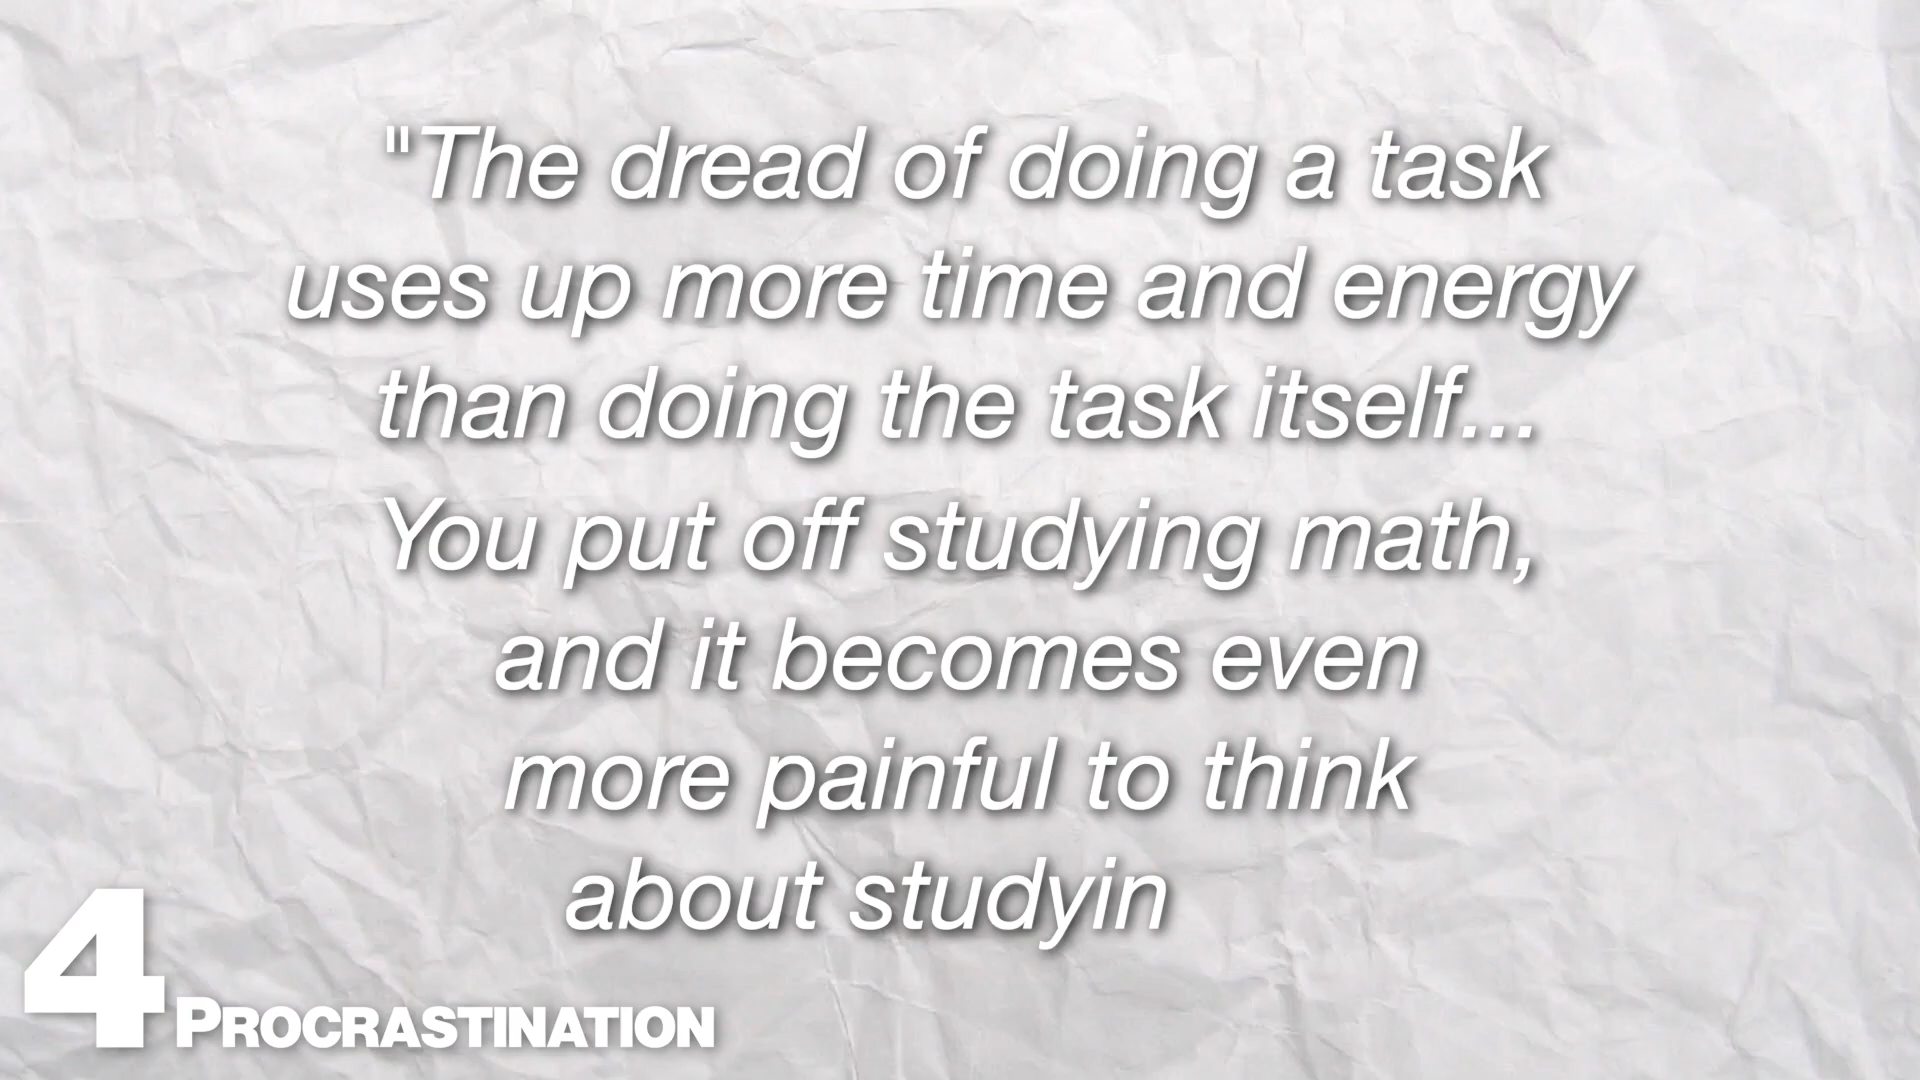 "The dread of doing a task
uses up more time and energy
than doing the task itself...
You put off studying math,
and it becomes even
more painful to think
about studyin
4 PROCRASTINATION